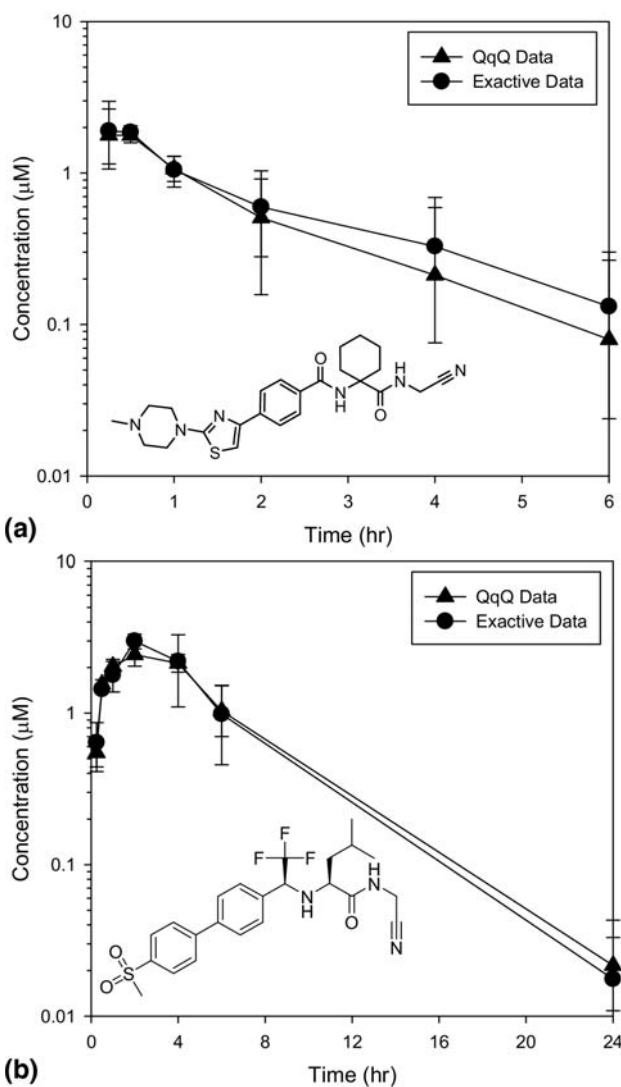 10
QqQ Data
Exactive Data
1
Concentration (μM)
0.1
0.01
0 1 2 3 4 5 6
Time (hr)
(a)
O
N
H
H
N
O
N
N
N
N
S
10
QqQ Data
Exactive Data
1
Concentration (μM)
0.1
0.01
0 4 8 12 16 20 24
Time (hr)
(b)
F
F
F
N
H
H
N
O
N
O
S
O